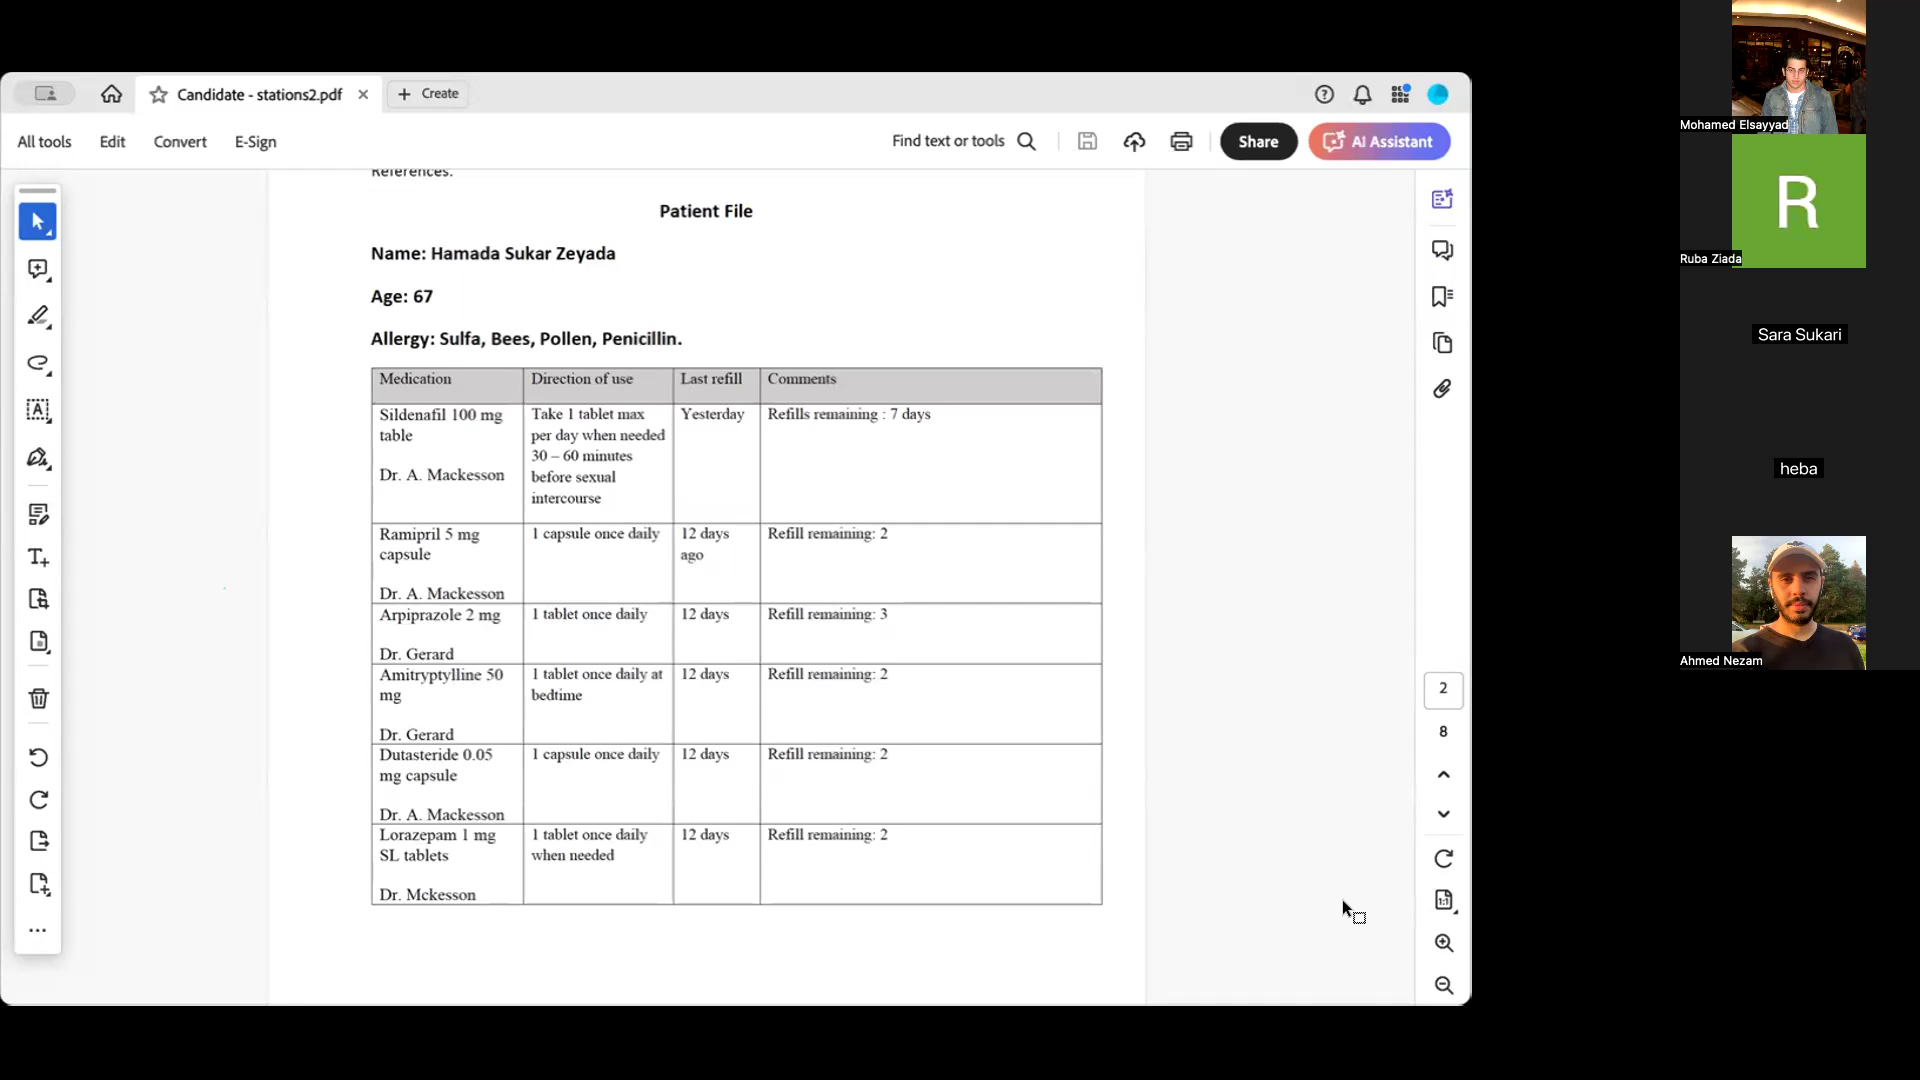 Candidate - stations2.pdf
Create
All tools
Edit
Convert
E-Sign
Find text or tools
Share
AI Assistant
References.
Patient File
Name: Hamada Sukar Zeyada
Age: 67
Allergy: Sulfa, Bees, Pollen, Penicillin.
Medication
Direction of use
Last refill
Comments
Sildenafil 100 mg
table
Dr. A. Mackesson
Take 1 tablet max
per day when needed
30 – 60 minutes
before sexual
intercourse
Yesterday
Refills remaining : 7 days
Ramipril 5 mg
capsule
Dr. A. Mackesson
1 capsule once daily
12 days
ago
Refill remaining: 2
Arpiprazole 2 mg
Dr. Gerard
1 tablet once daily
12 days
Refill remaining: 3
Amitryptylline 50
mg
Dr. Gerard
1 tablet once daily at
bedtime
12 days
Refill remaining: 2
Dutasteride 0.05
mg capsule
Dr. A. Mackesson
1 capsule once daily
12 days
Refill remaining: 2
Lorazepam 1 mg
SL tablets
Dr. Mckesson
1 tablet once daily
when needed
12 days
Refill remaining: 2
2
8
1:1
Mohamed Elsayyad
R
Ruba Ziada
Sara Sukari
heba
Ahmed Nezam